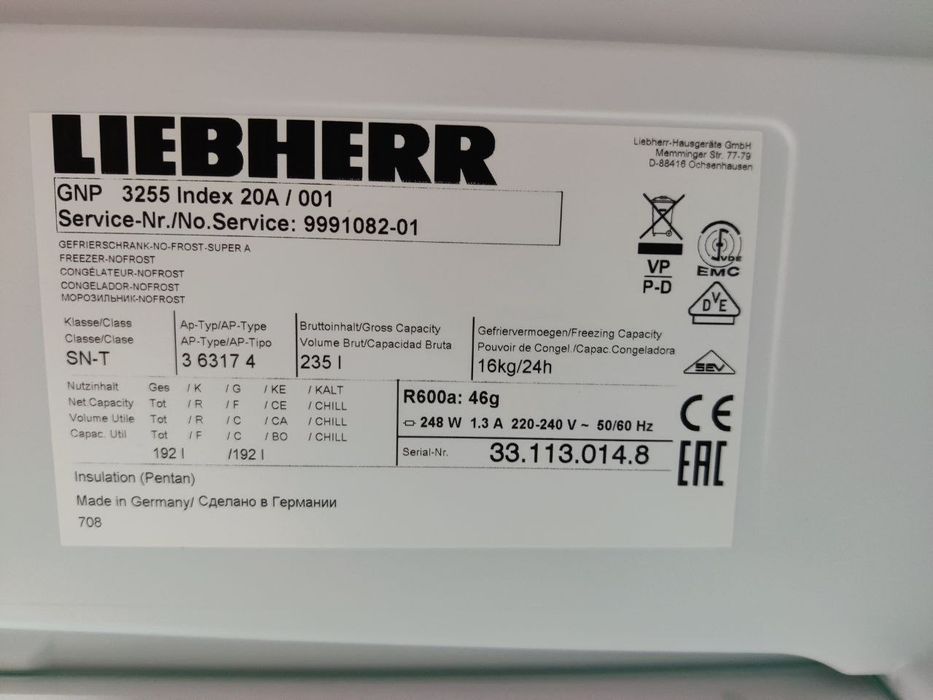 LIEBHERR
Liebherr-Hausgeräte GmbH
Memminger Str. 77-79
D-88416 Ochsenhausen
GNP 3255 Index 20A / 001
Service-Nr./No.Service: 9991082-01
GEFRIERSCHRANK-NO-FROST-SUPER A
FREEZER-NOFROST
CONGÉLATEUR-NOFROST
CONGELADOR-NOFROST
МОРОЗИЛЬНИК-NOFROST
VP
P-D
VDE
EMC
DVE
Klasse/Class
Classe/Clase
SN-T
Ap-Typ/AP-Type
AP-Type/AP-Tipo
3 6317 4
Bruttoinhalt/Gross Capacity
Volume Brut/Capacidad Bruta
235 l
Gefriervermoegen/Freezing Capacity
Pouvoir de Congel./Capac.Congeladora
16kg/24h
SEV
Nutzinhalt Ges / K / G / KE / KALT
Net.Capacity Tot / R / F / CE / CHILL
Volume Utile Tot / R / C / CA / CHILL
Capac. Util Tot / F / C / BO / CHILL
192 l /192 l
R600a: 46g
248 W 1.3 A 220-240 V ~ 50/60 Hz
Serial-Nr. 33.113.014.8
CE
EAC
Insulation (Pentan)
Made in Germany/ Сделано в Германии
708